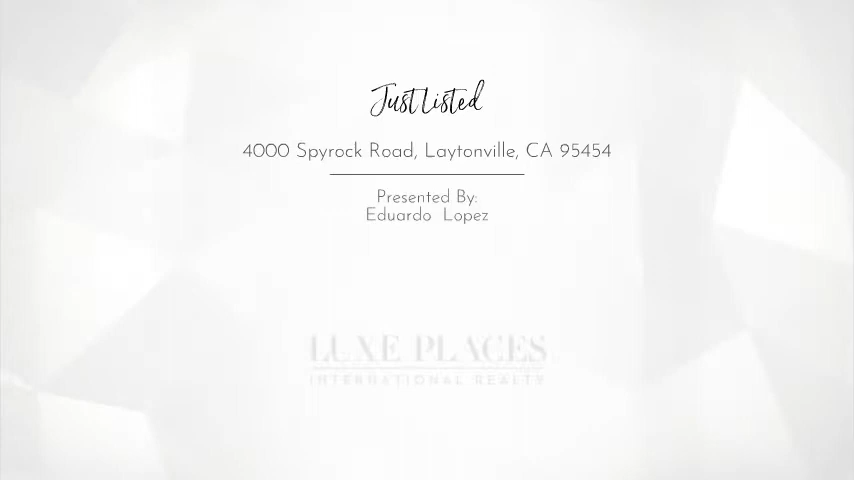 Just Listed
4000 Spyrock Road, Laytonville, CA 95454
Presented By:
Eduardo Lopez
LUXE PLACES
INTERNATIONAL REALTY